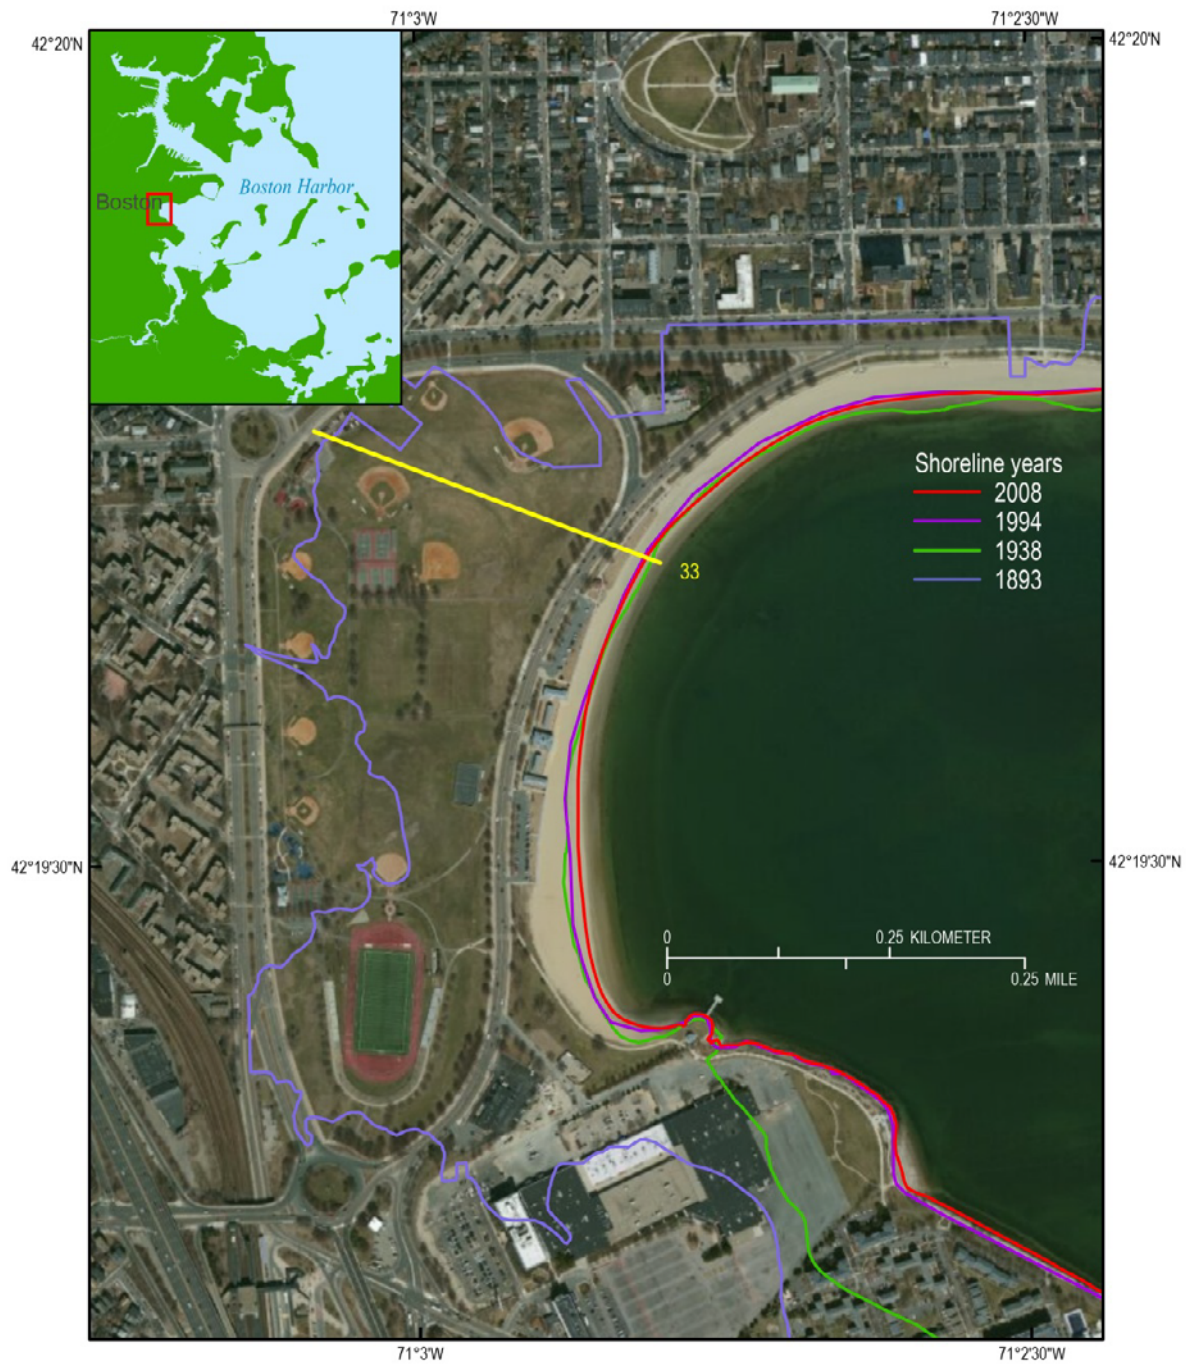 71°3'W
71°2'30"W
42°20'N
42°20'N
Boston Harbor
Boston
Shoreline years
2008
1994
1938
1893
33
42°19'30"N
42°19'30"N
0
0.25 KILOMETER
0
0.25 MILE
71°3'W
71°2'30"W